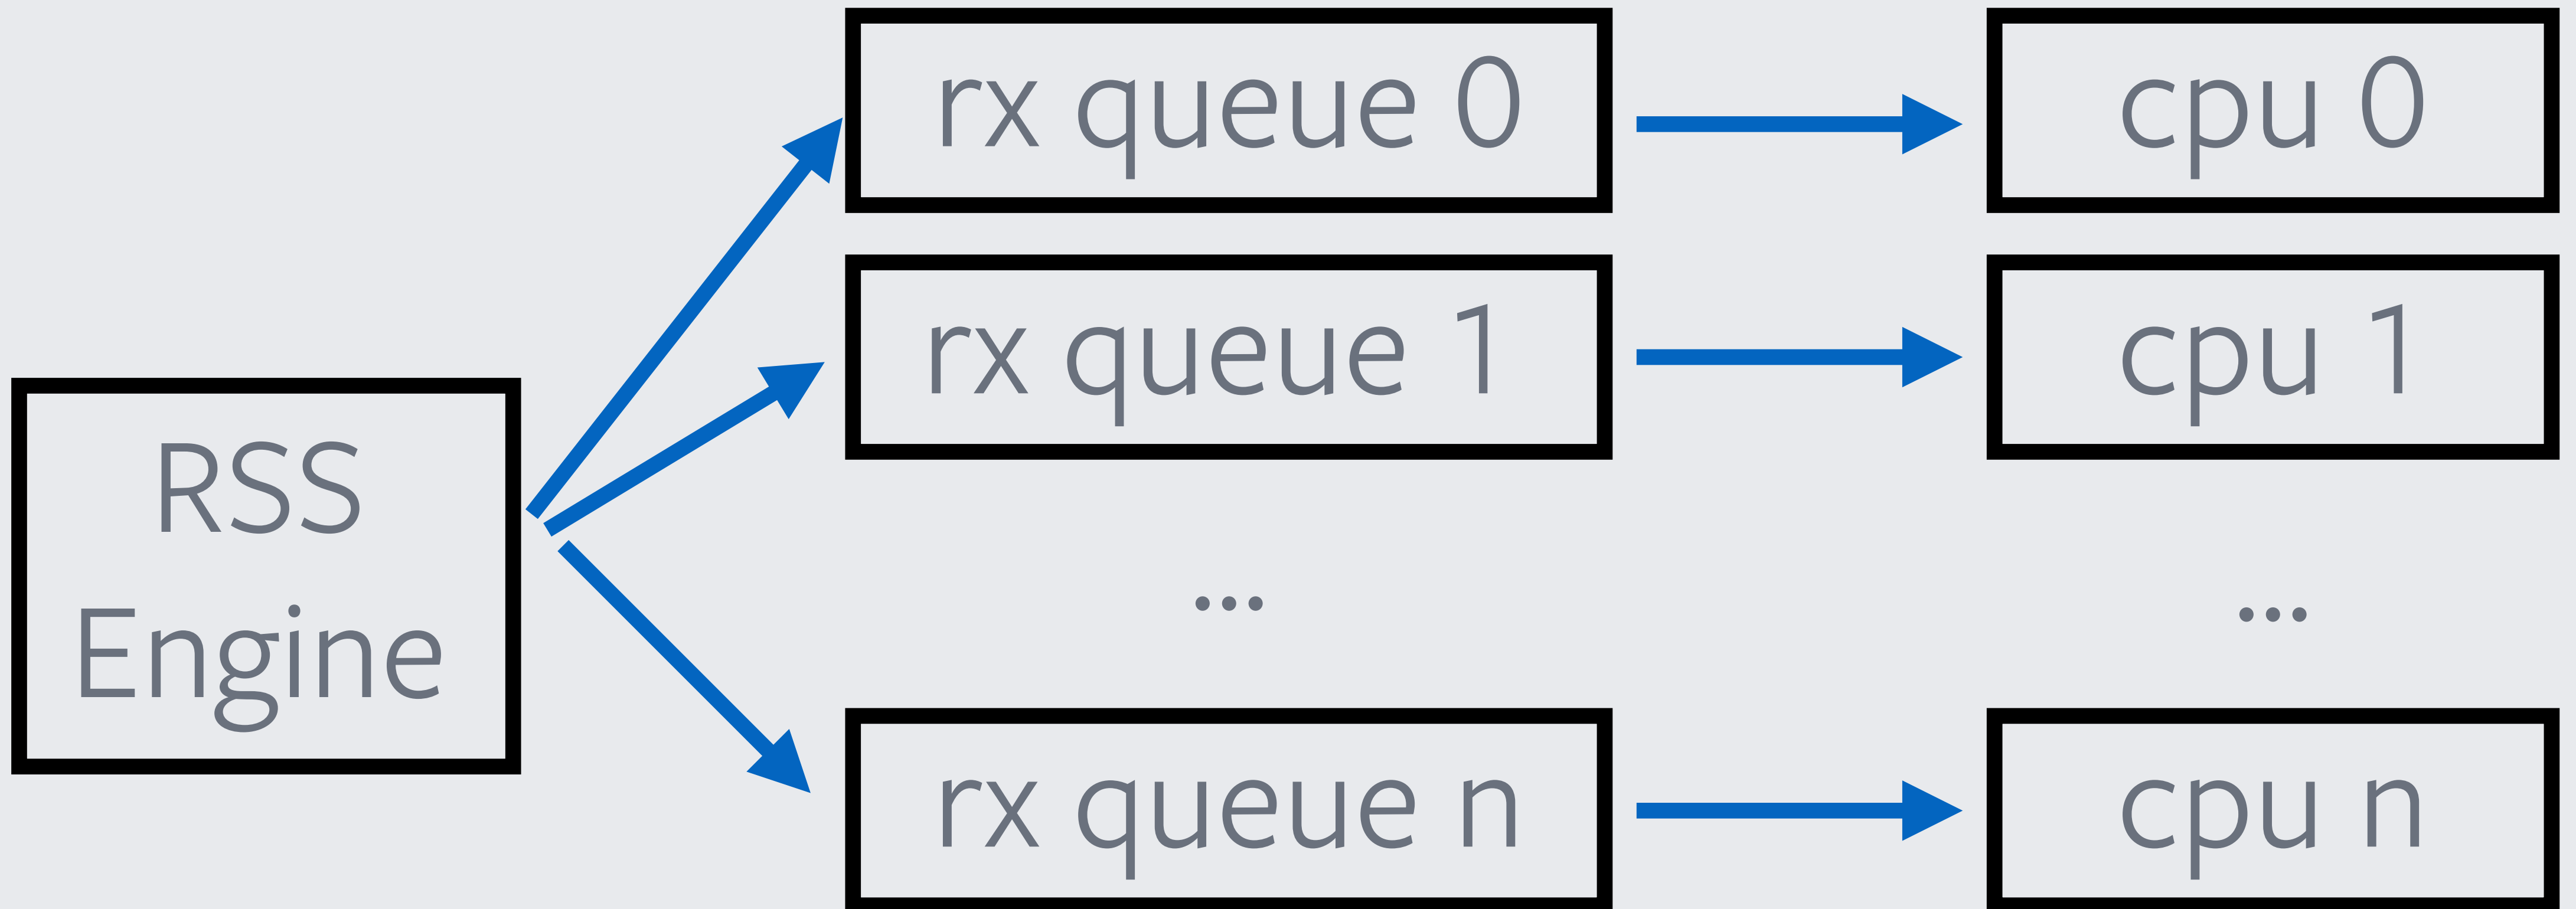 rx queue 0
cpu 0
rx queue 1
cpu 1
RSS
Engine
...
...
rx queue n
cpu n